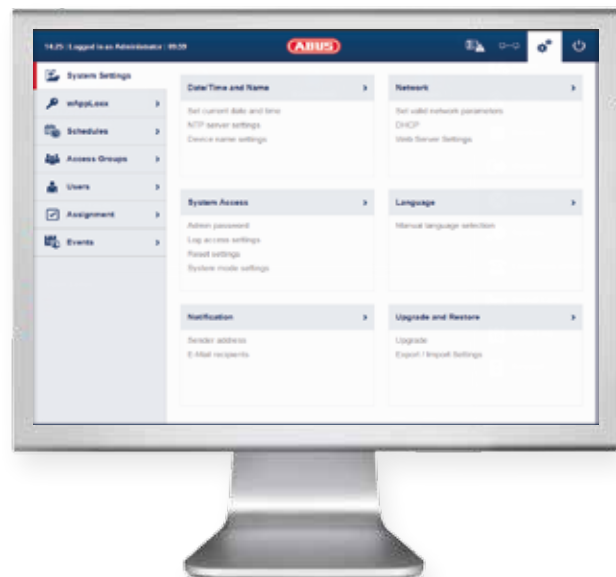 14:25 | Logged in as Administrator | 09:59
ABUS
System Settings
wAppLoxx
Schedules
Access Groups
Users
Assignment
Events
Date/Time and Name
Set current date and time
NTP server settings
Device name settings
Network
Set valid network parameters
DHCP
Web Server Settings
System Access
Admin password
Log access settings
Reset settings
System mode settings
Language
Manual language selection
Notification
Sender address
E-Mail recipients
Upgrade and Restore
Upgrade
Export / Import Settings